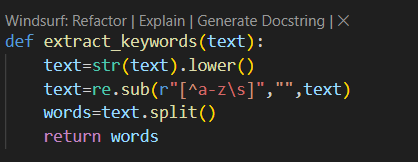 Windsurf: Refactor | Explain | Generate Docstring | ×
def extract_keywords(text):
    text=str(text).lower()
    text=re.sub(r"[^a-z\s]","",text)
    words=text.split()
    return words